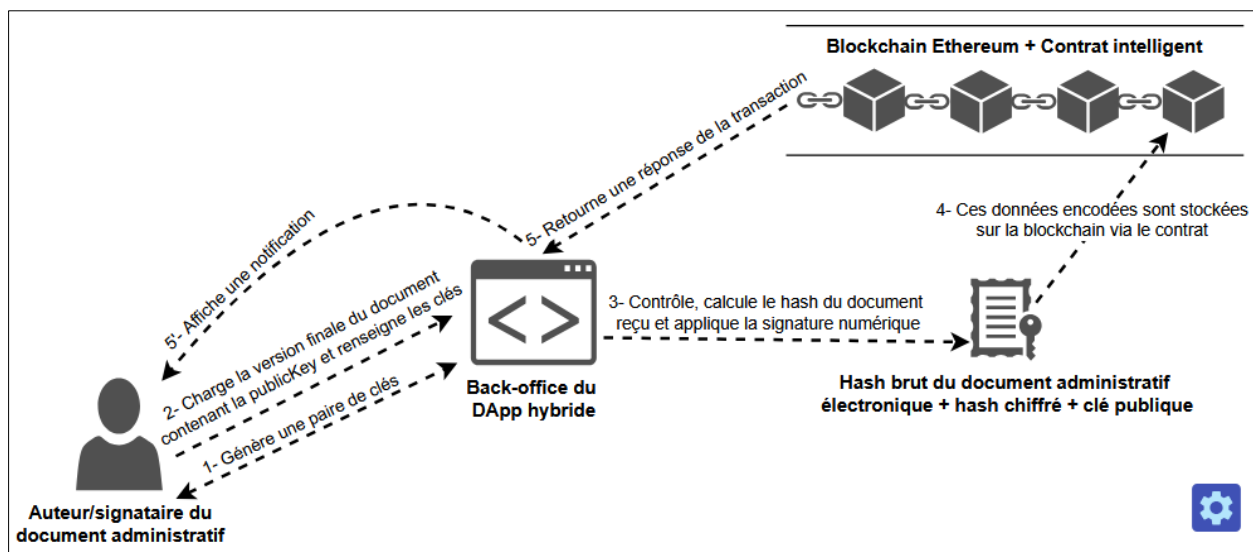 Blockchain Ethereum + Contrat intelligent
5- Retourne une réponse de la transaction
4- Ces données encodées sont stockées
sur la blockchain via le contrat
5'- Affiche une notification
3- Contrôle, calcule le hash du document
reçu et applique la signature numérique
2- Charge la version finale du document
contenant la publicKey et renseigne les clés
1- Génère une paire de clés
Back-office du
DApp hybride
Hash brut du document administratif
électronique + hash chiffré + clé publique
Auteur/signataire du
document administratif